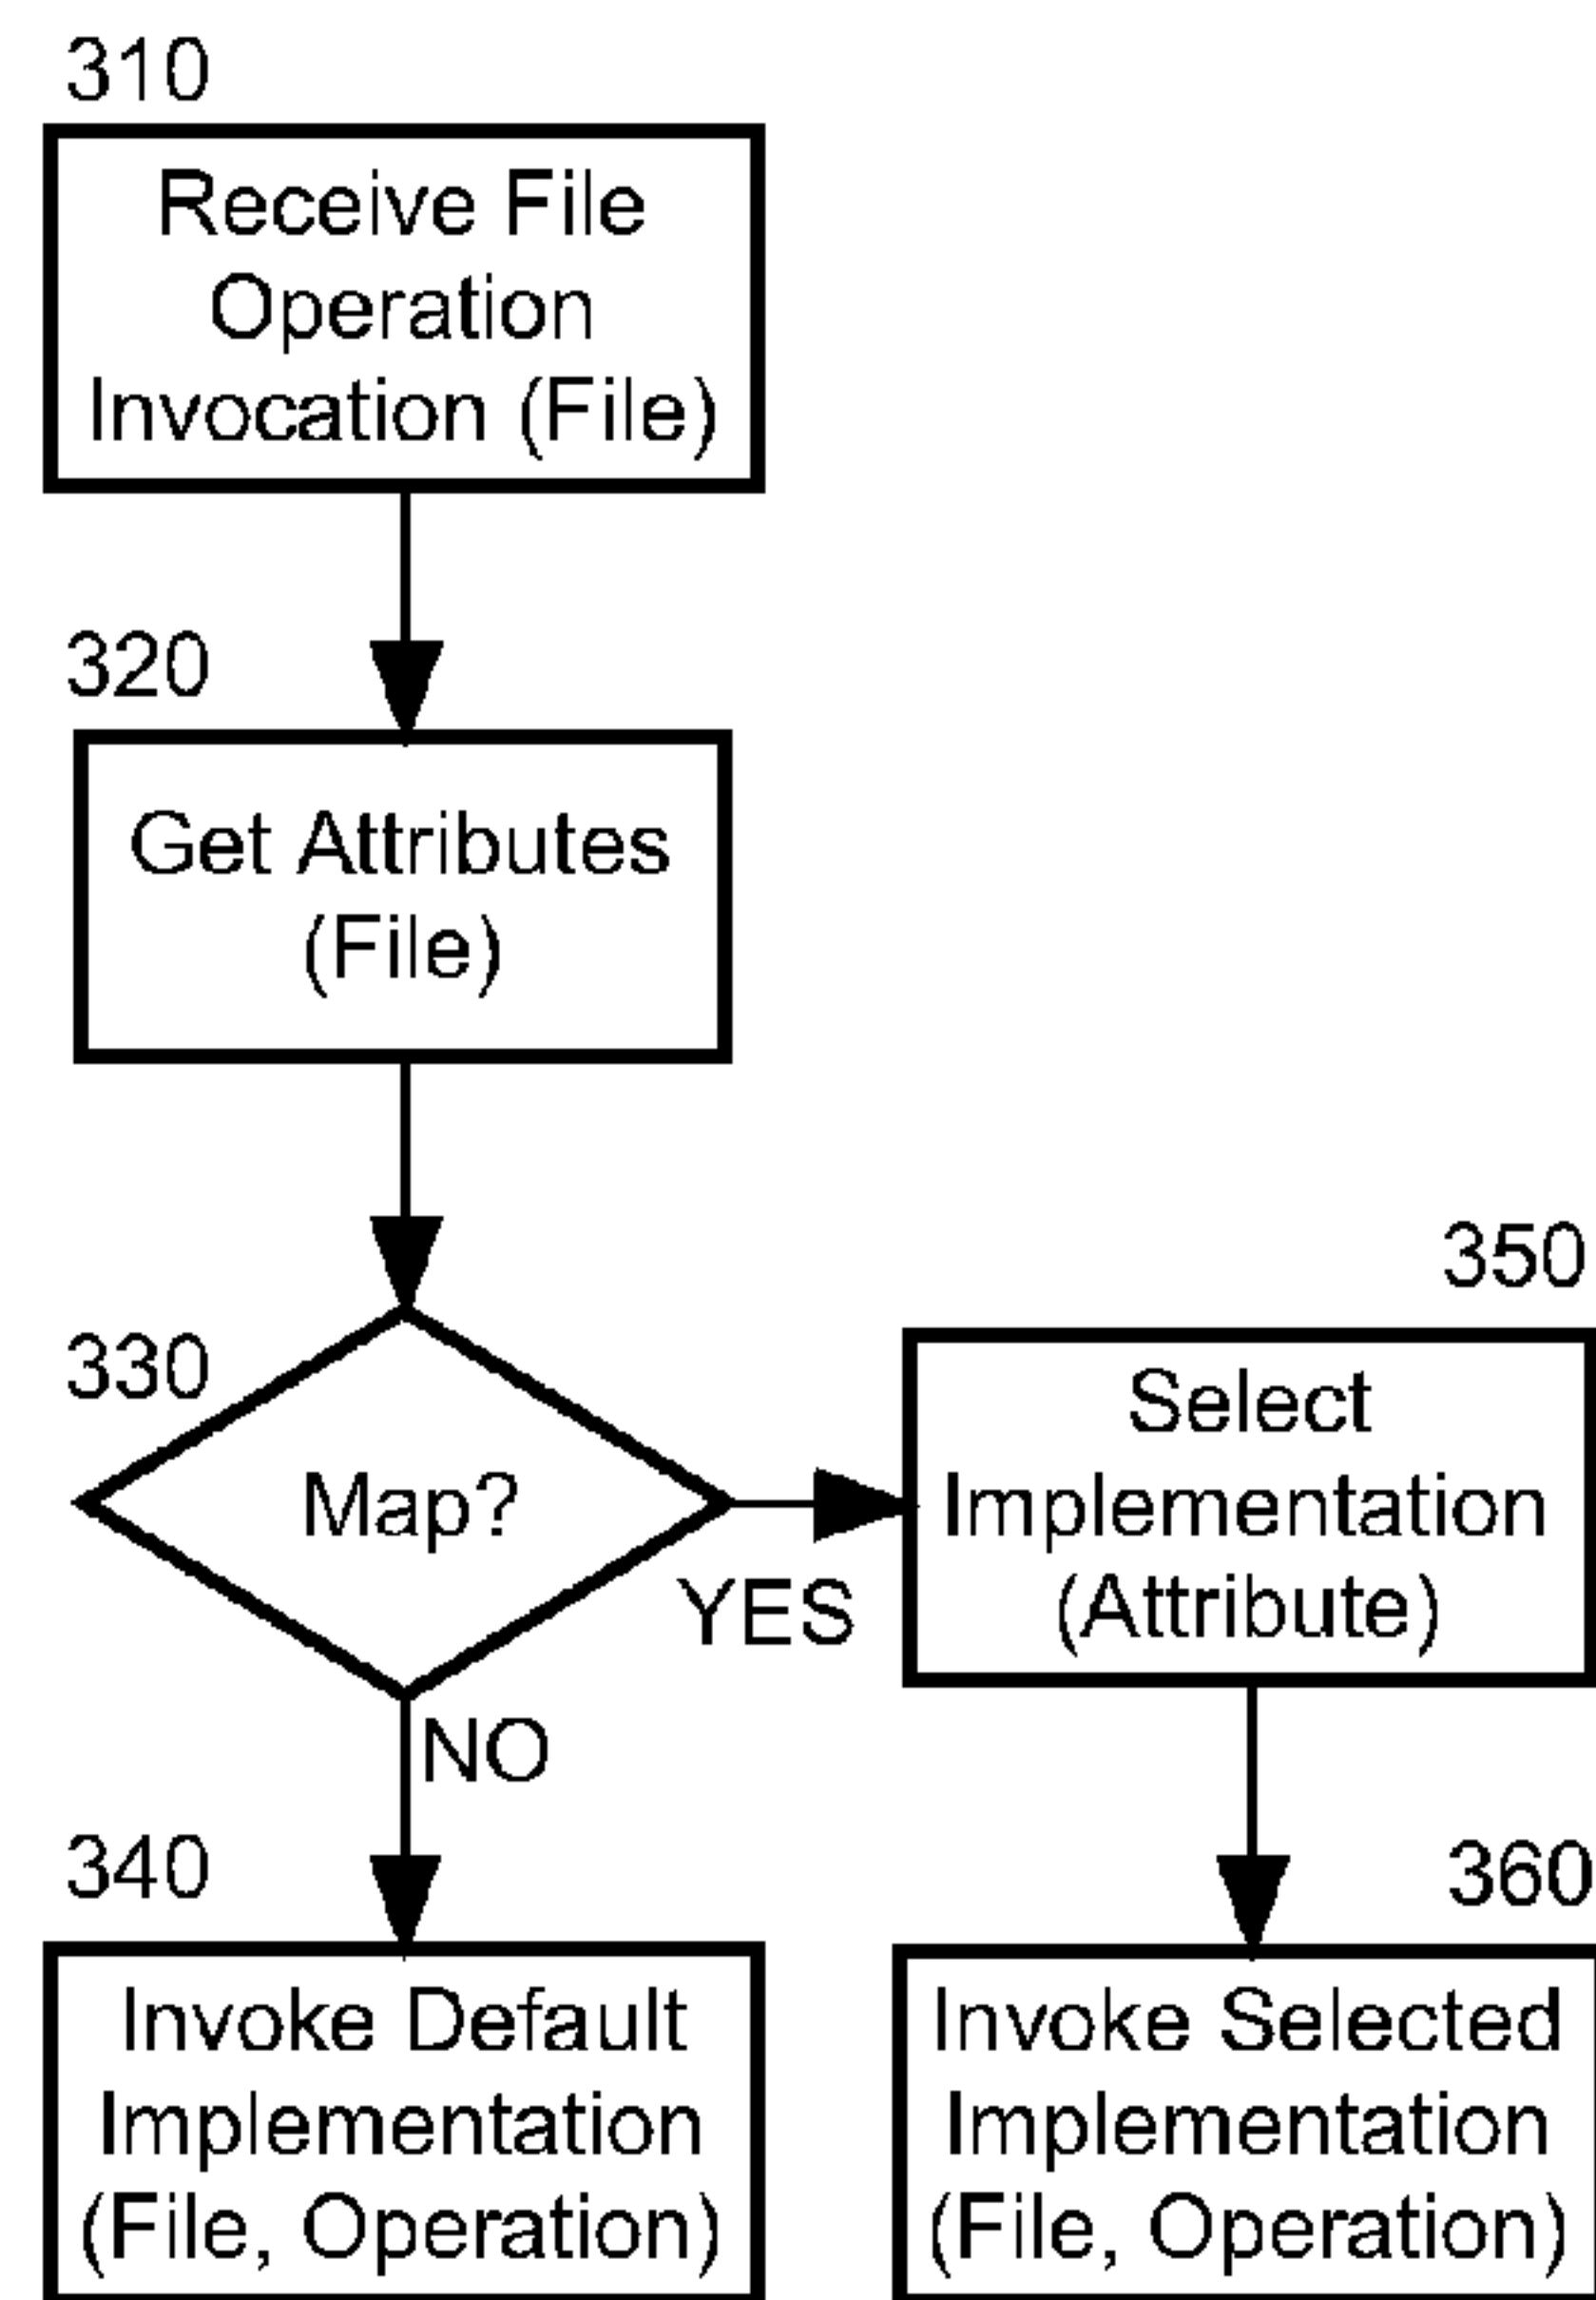 310
Receive File
Operation
Invocation (File)
320
Get Attributes
(File)
330
Map?
YES
NO
350
Select
Implementation
(Attribute)
340
Invoke Default
Implementation
(File, Operation)
360
Invoke Selected
Implementation
(File, Operation)